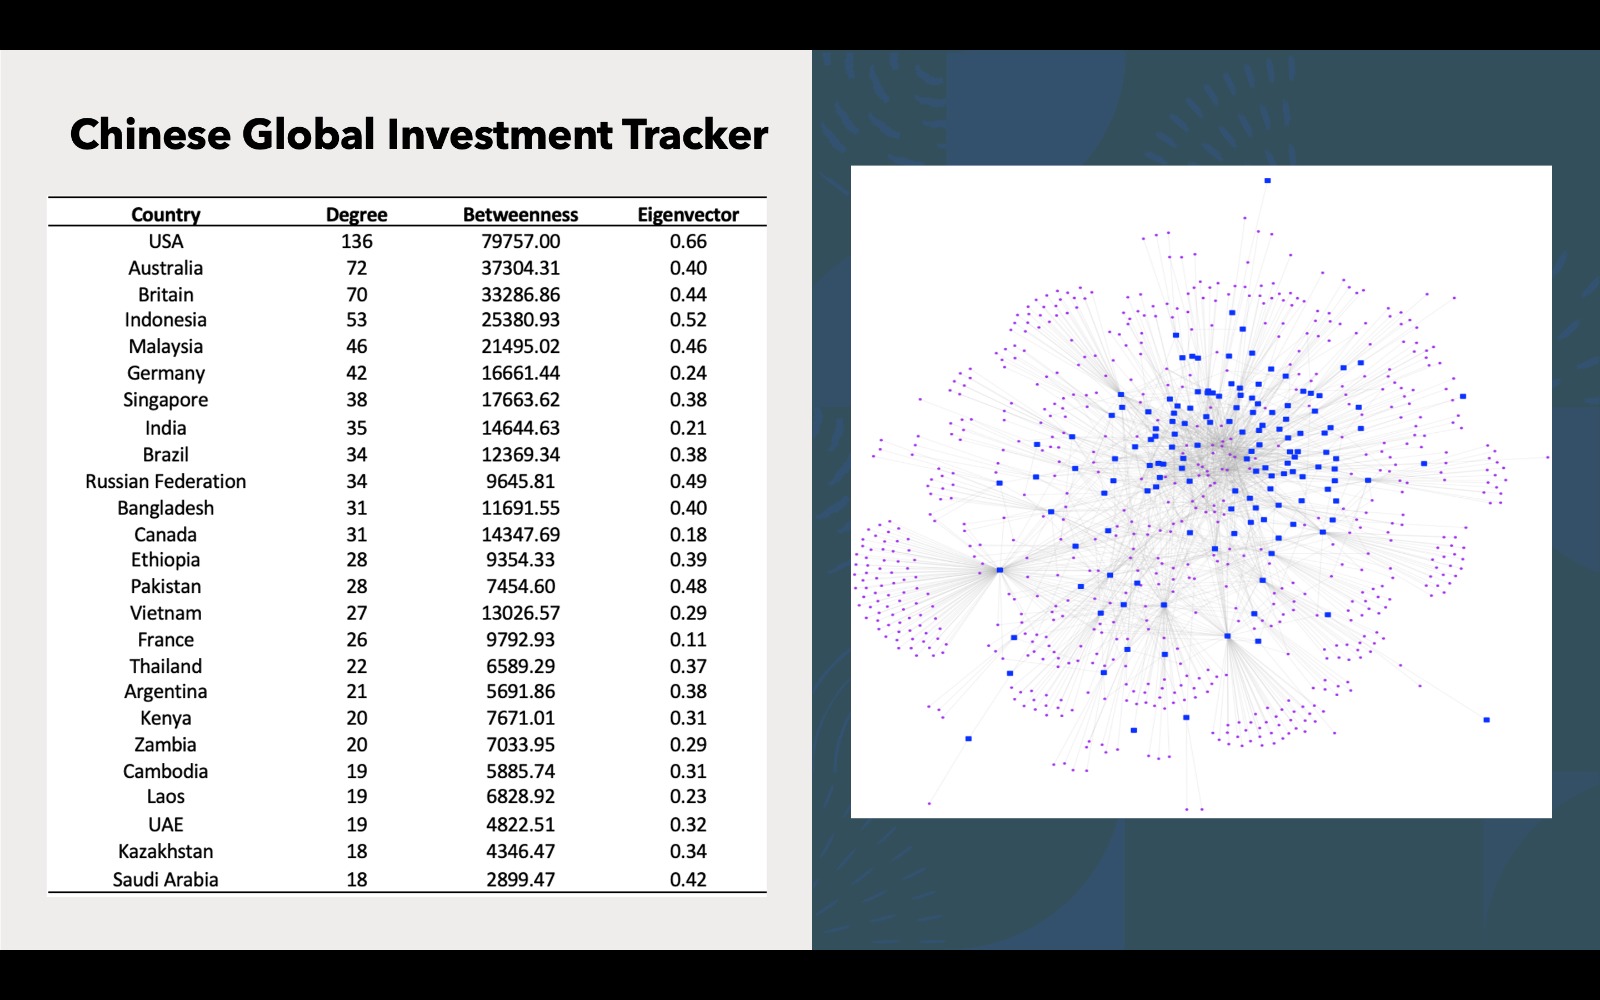 Chinese Global Investment Tracker
Country Degree Betweenness Eigenvector
USA 136 79757.00 0.66
Australia 72 37304.31 0.40
Britain 70 33286.86 0.44
Indonesia 53 25380.93 0.52
Malaysia 46 21495.02 0.46
Germany 42 16661.44 0.24
Singapore 38 17663.62 0.38
India 35 14644.63 0.21
Brazil 34 12369.34 0.38
Russian Federation 34 9645.81 0.49
Bangladesh 31 11691.55 0.40
Canada 31 14347.69 0.18
Ethiopia 28 9354.33 0.39
Pakistan 28 7454.60 0.48
Vietnam 27 13026.57 0.29
France 26 9792.93 0.11
Thailand 22 6589.29 0.37
Argentina 21 5691.86 0.38
Kenya 20 7671.01 0.31
Zambia 20 7033.95 0.29
Cambodia 19 5885.74 0.31
Laos 19 6828.92 0.23
UAE 19 4822.51 0.32
Kazakhstan 18 4346.47 0.34
Saudi Arabia 18 2899.47 0.42